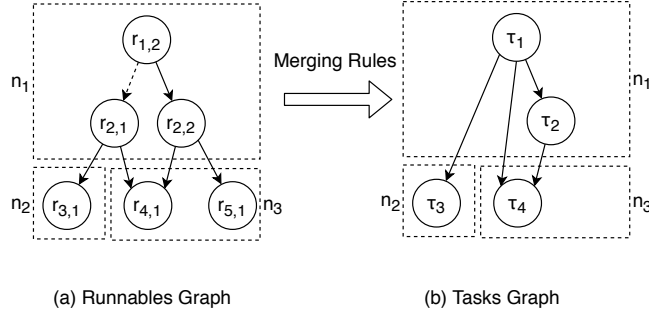 r1,2
n1
r2,1
r2,2
n2
r3,1
r4,1
r5,1
n3
Merging Rules
τ1
n1
τ2
n2
τ3
τ4
n3
(a) Runnables Graph
(b) Tasks Graph